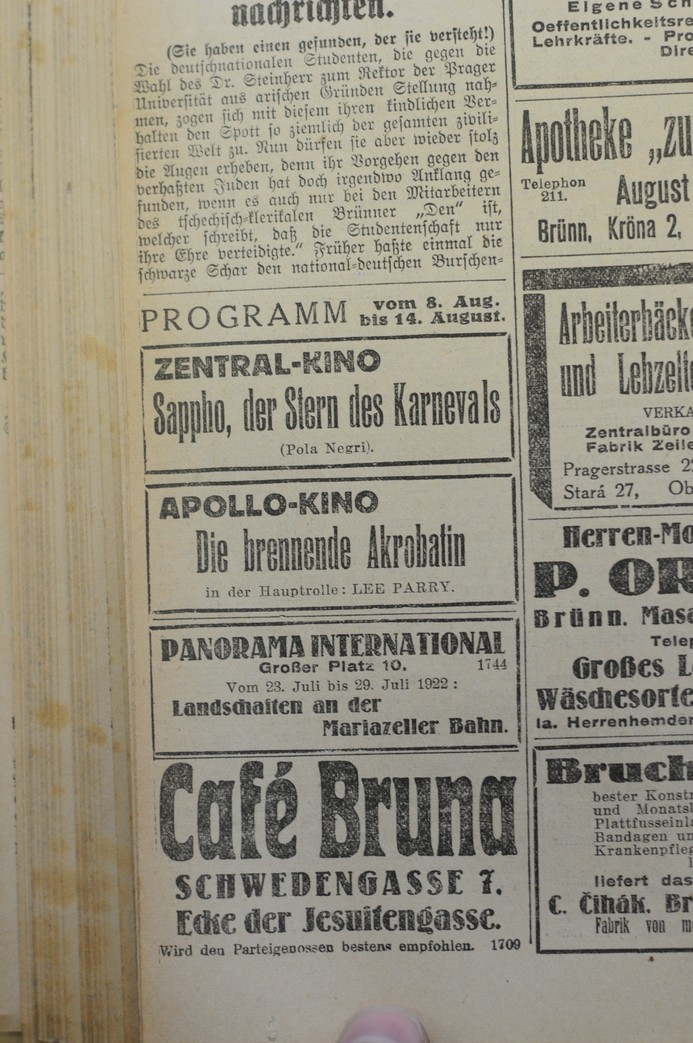 nachrichten.
(Sie haben einen gefunden, der sie versteht!)
Die deutschnationalen Studenten, die gegen die
Wahl des Dr. Steinherr zum Rektor der Prager
Universität aus arischen Gründen Stellung nah-
men, zogen sich mit diesem ihren kindlichen Ver-
halten den Spott so ziemlich der gesamten zivili-
sierten Welt zu. Nun dürfen sie aber wieder stolz
die Augen erheben, denn ihr Vorgehen gegen den
verhaßten Juden hat doch irgendwo Anklang ge-
funden, wenn es auch nur bei den Mitarbeitern
des tschechisch-klerikalen Brünner „Den“ ist,
welcher schreibt, daß die Studentenschaft nur
ihre Ehre verteidigte.“ Früher haßte einmal die
schwarze Schar den national-deutschen Burschen-
PROGRAMM vom 8. Aug.
bis 14. August.
ZENTRAL-KINO
Sappho, der Stern des Karnevals
(Pola Negri).
APOLLO-KINO
Die brennende Akrobatin
in der Hauptrolle: LEE PARRY.
PANORAMA INTERNATIONAL
Großer Platz 10. 1744
Vom 23. Juli bis 29. Juli 1922:
Landschaften an der
Mariazeller Bahn.
Café Bruna
SCHWEDENGASSE 7.
Ecke der Jesuitengasse.
Wird den Parteigenossen bestens empfohlen. 1709
Eigene Sch
Oeffentlichkeitsre
Lehrkräfte. - Pro
Dire
Apotheke „zu
Telephon
211.
August
Brünn, Kröna 2,
Arbeiterbäcke
und Lebzelte
VERKA
Zentralbüro
Fabrik Zeile
Pragerstrasse 2
Stará 27, Ob
Herren-Mo
P. OR
Brünn. Masa
Telep
Großes L
Wäschesorte
Ia. Herrenhemden
Bruch
bester Konstr
und Monats
Plattfusseinla
Bandagen un
Krankenpfleg
liefert das
C. Čihák, Br
Fabrik von m